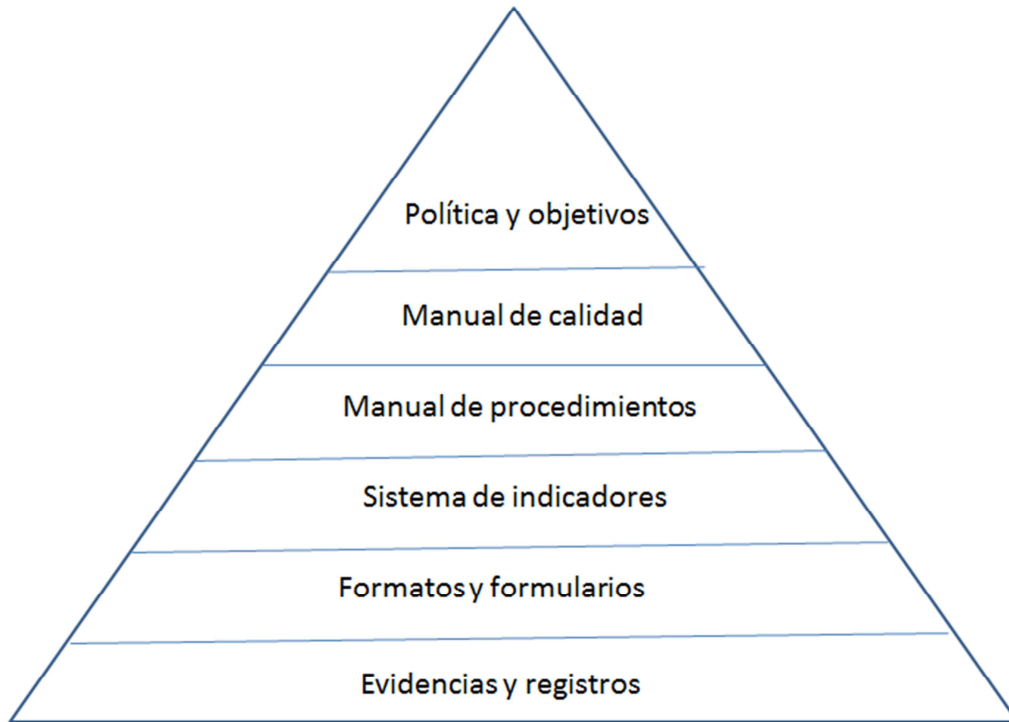 Política y objetivos
Manual de calidad
Manual de procedimientos
Sistema de indicadores
Formatos y formularios
Evidencias y registros